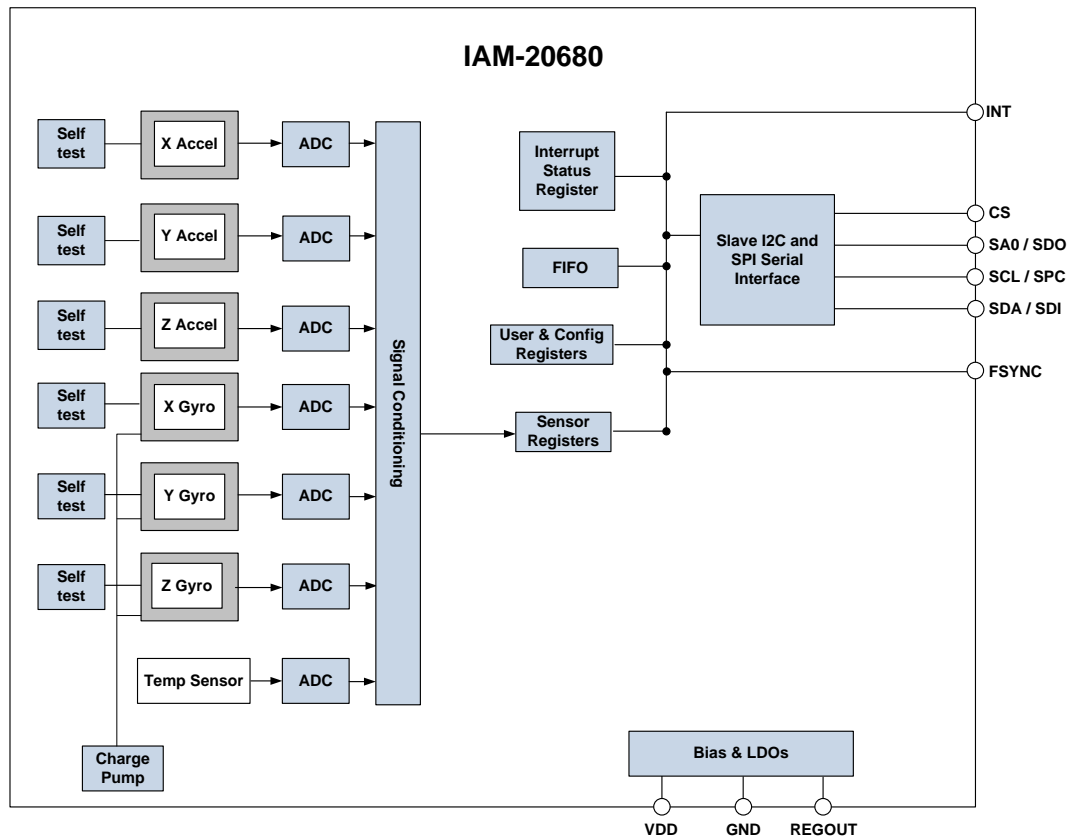 IAM-20680
Self
test
X Accel
ADC
Self
test
Y Accel
ADC
Self
test
Z Accel
ADC
Self
test
X Gyro
ADC
Self
test
Y Gyro
ADC
Self
test
Z Gyro
ADC
Temp Sensor
ADC
Charge
Pump
Signal Conditioning
Interrupt
Status
Register
FIFO
User & Config
Registers
Sensor
Registers
Slave I2C and
SPI Serial
Interface
INT
CS
SA0 / SDO
SCL / SPC
SDA / SDI
FSYNC
Bias & LDOs
VDD
GND
REGOUT